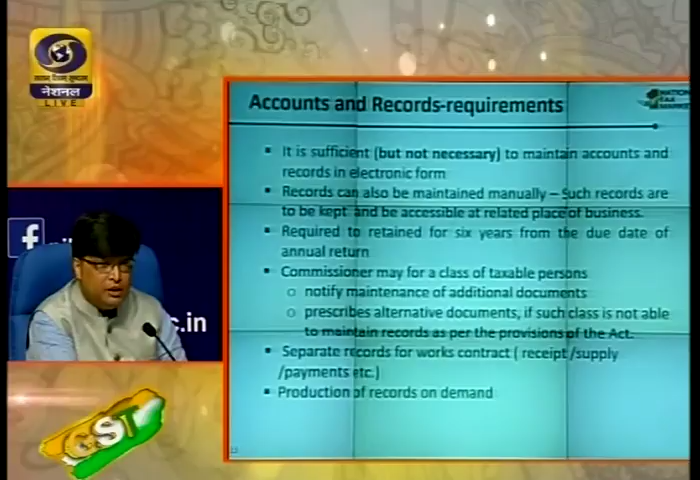 नेशनल
LIVE
Accounts and Records-requirements
NATION
TAX
MARKET
It is sufficient (but not necessary) to maintain accounts and
records in electronic form
Records can also be maintained manually – Such records are
to be kept and be accessible at related place of business.
Required to retained for six years from the due date of
annual return
Commissioner may for a class of taxable persons
notify maintenance of additional documents
prescribes alternative documents, if such class is not able
to maintain records as per the provisions of the Act.
Separate records for works contract ( receipt /supply
/payments etc.)
Production of records on demand
f
c.in
GST